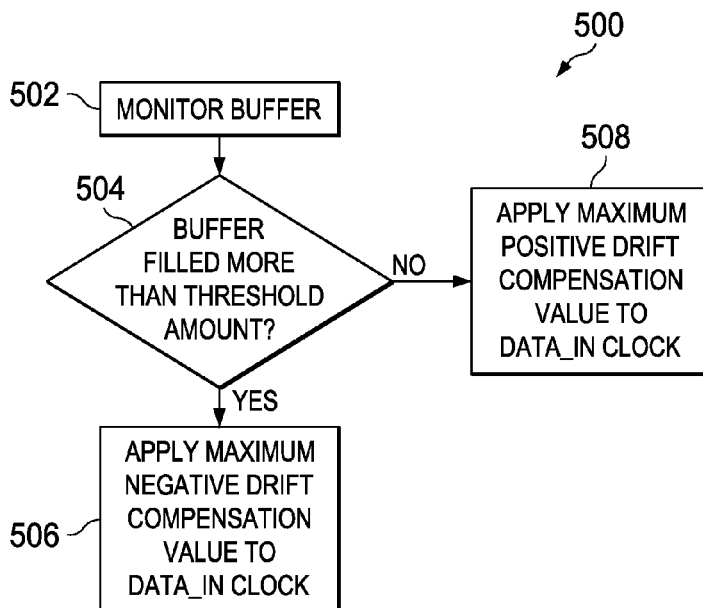 500
502
MONITOR BUFFER
504
BUFFER
FILLED MORE
THAN THRESHOLD
AMOUNT?
NO
508
APPLY MAXIMUM
POSITIVE DRIFT
COMPENSATION
VALUE TO
DATA_IN CLOCK
YES
506
APPLY MAXIMUM
NEGATIVE DRIFT
COMPENSATION
VALUE TO
DATA_IN CLOCK